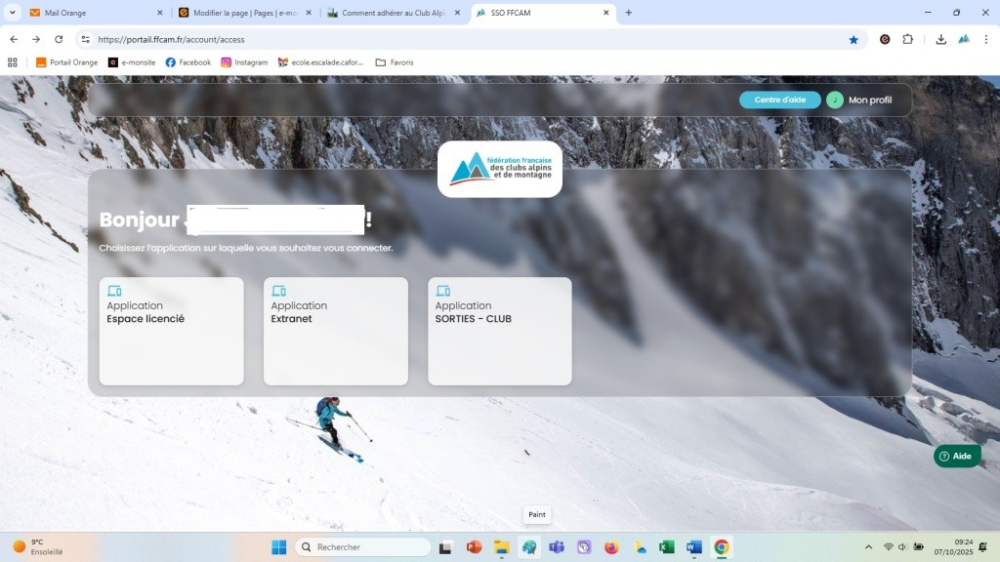 Mail Orange
Modifier la page | Pages | e-mo
Comment adhérer au Club Alpi
SSO FFCAM
https://portail.ffcam.fr/account/access
Portail Orange
e-monsite
Facebook
Instagram
ecole.escalade.cafor...
Favoris
Centre d'aide
J
Mon profil
fédération française
des clubs alpins
et de montagne
Bonjour !
Choisissez l'application sur laquelle vous souhaitez vous connecter.
Application
Espace licencié
Application
Extranet
Application
SORTIES - CLUB
Aide
Paint
9°C
Ensoleillé
Rechercher
09:24
07/10/2025